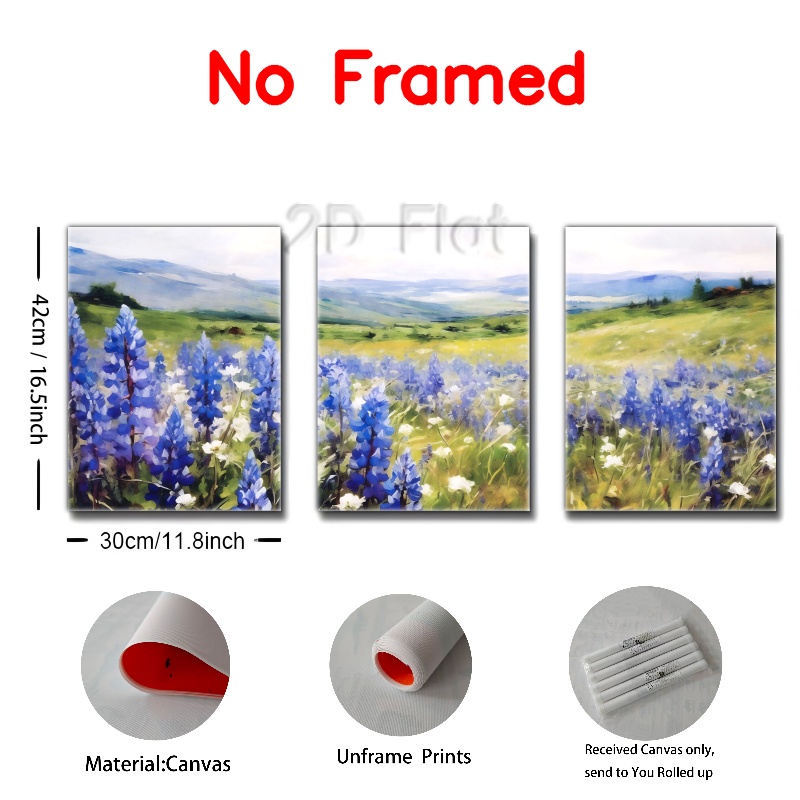 No Framed
2D Flat
42cm / 16.5inch
30cm/11.8inch
Material:Canvas
Unframe Prints
Received Canvas only,
send to You Rolled up